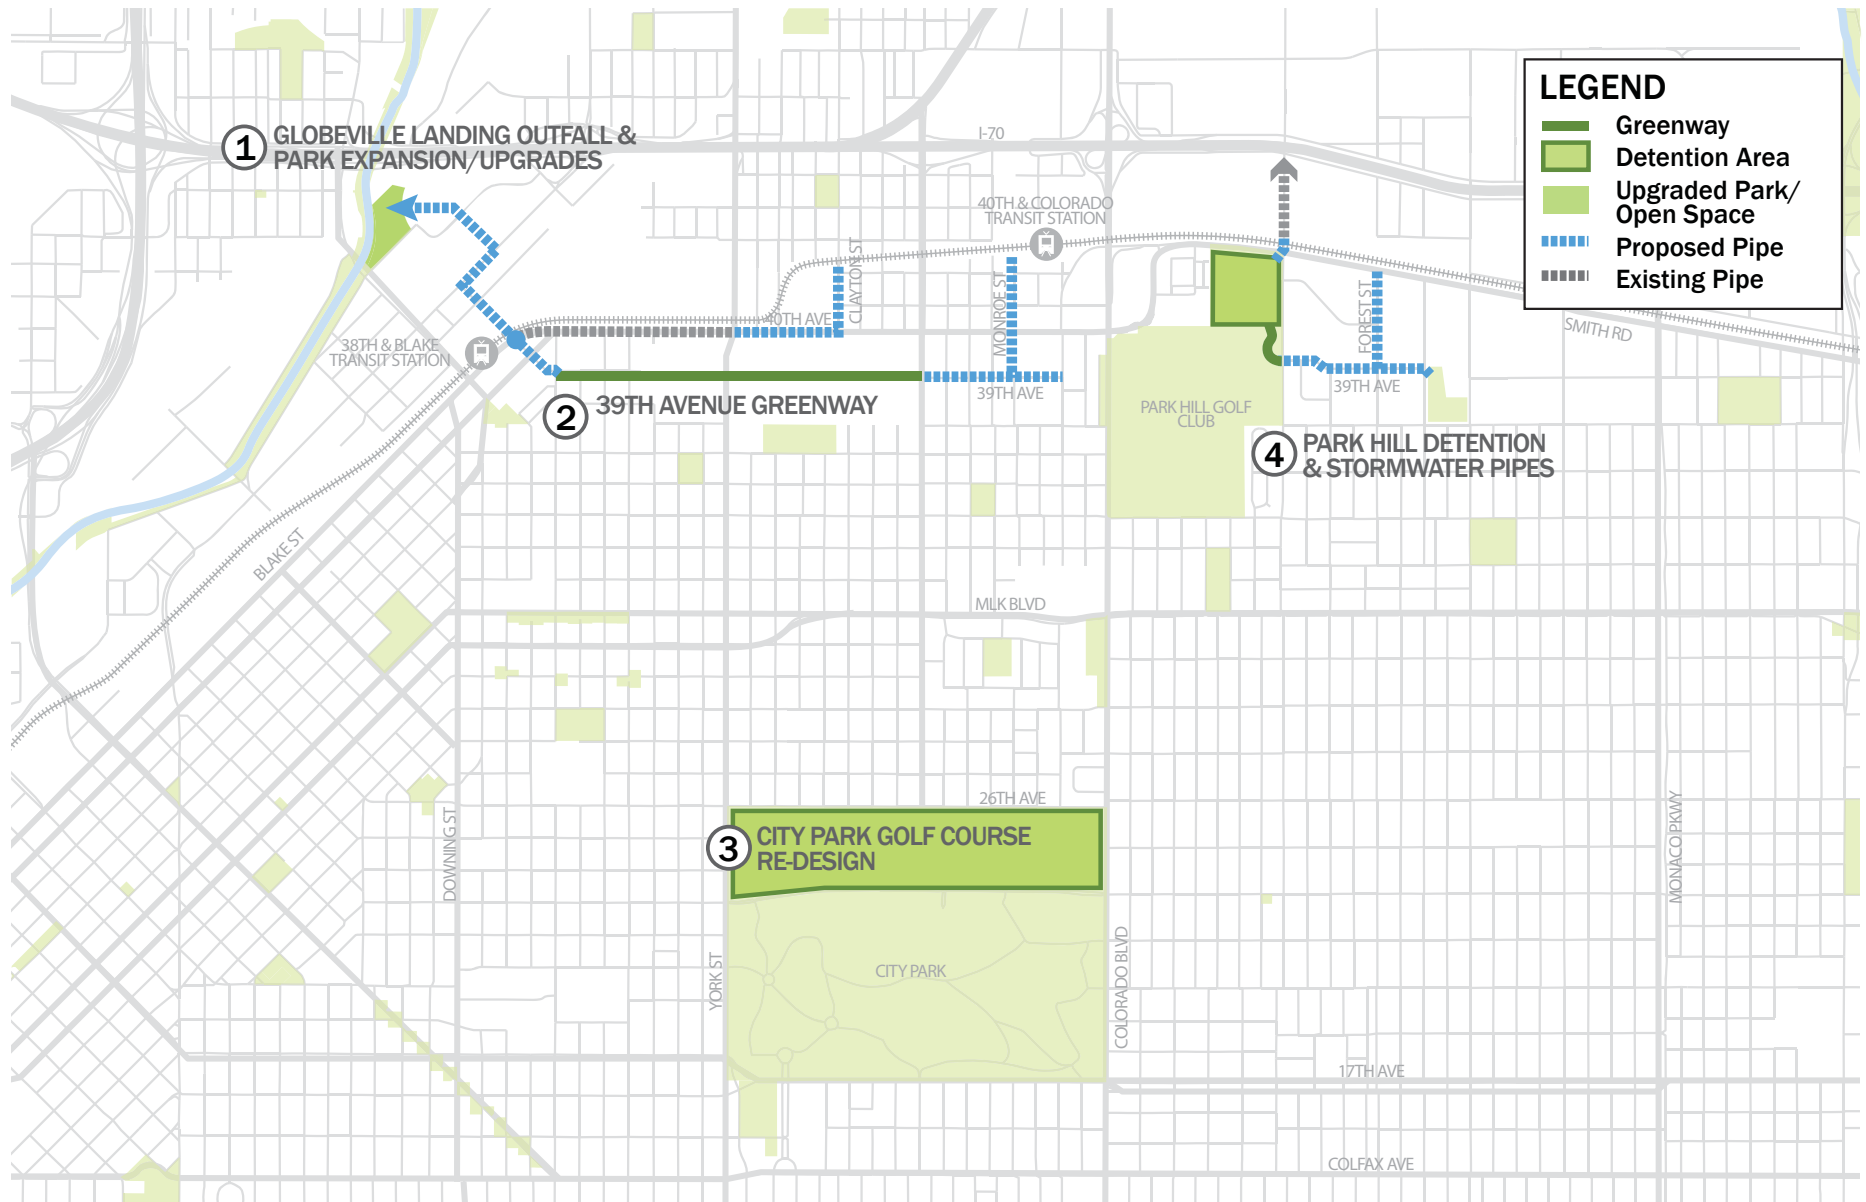 LEGEND
Greenway
Detention Area
Upgraded Park/
Open Space
Proposed Pipe
Existing Pipe
1
GLOBEVILLE LANDING OUTFALL &
PARK EXPANSION/UPGRADES
I-70
40TH & COLORADO
TRANSIT STATION
CLAYTON ST
MONROE ST
FOREST ST
SMITH RD
40TH AVE
38TH & BLAKE
TRANSIT STATION
39TH AVE
39TH AVE
2
39TH AVENUE GREENWAY
PARK HILL GOLF
CLUB
4
PARK HILL DETENTION
& STORMWATER PIPES
BLAKE ST
MLK BLVD
26TH AVE
3
CITY PARK GOLF COURSE
RE-DESIGN
DOWNING ST
MONACO PKWY
YORK ST
CITY PARK
COLORADO BLVD
17TH AVE
COLFAX AVE